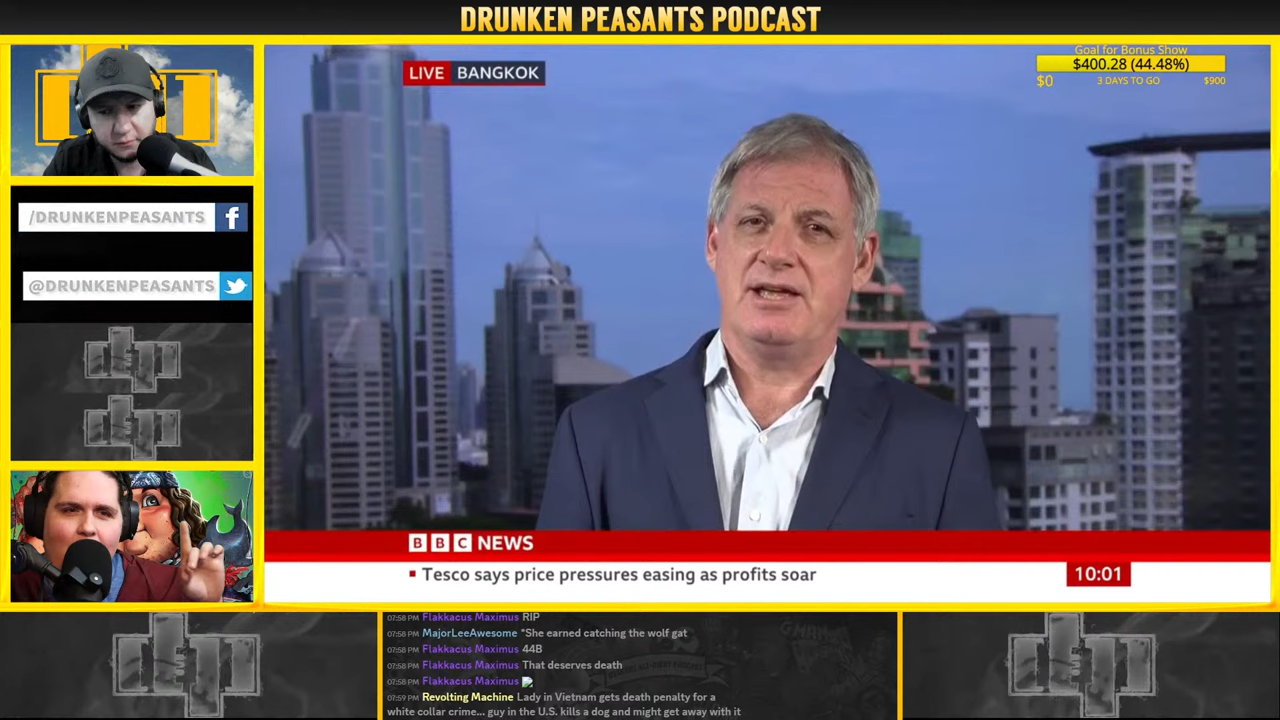 DRUNKEN PEASANTS PODCAST
LIVE BANGKOK
Goal for Bonus Show
$400.28 (44.48%)
$0 3 DAYS TO GO $900
/DRUNKENPEASANTS f
@DRUNKENPEASANTS
BBC NEWS
Tesco says price pressures easing as profits soar
10:01
07:58 PM Flakkacus Maximus RIP
07:58 PM MajorLeeAwesome "She earned catching the wolf gat
07:58 PM Flakkacus Maximus 44B
07:58 PM Flakkacus Maximus That deserves death
07:58 PM Flakkacus Maximus
07:59 PM Revolting Machine Lady in Vietnam gets death penalty for a
white collar crime... guy in the U.S. kills a dog and might get away with it